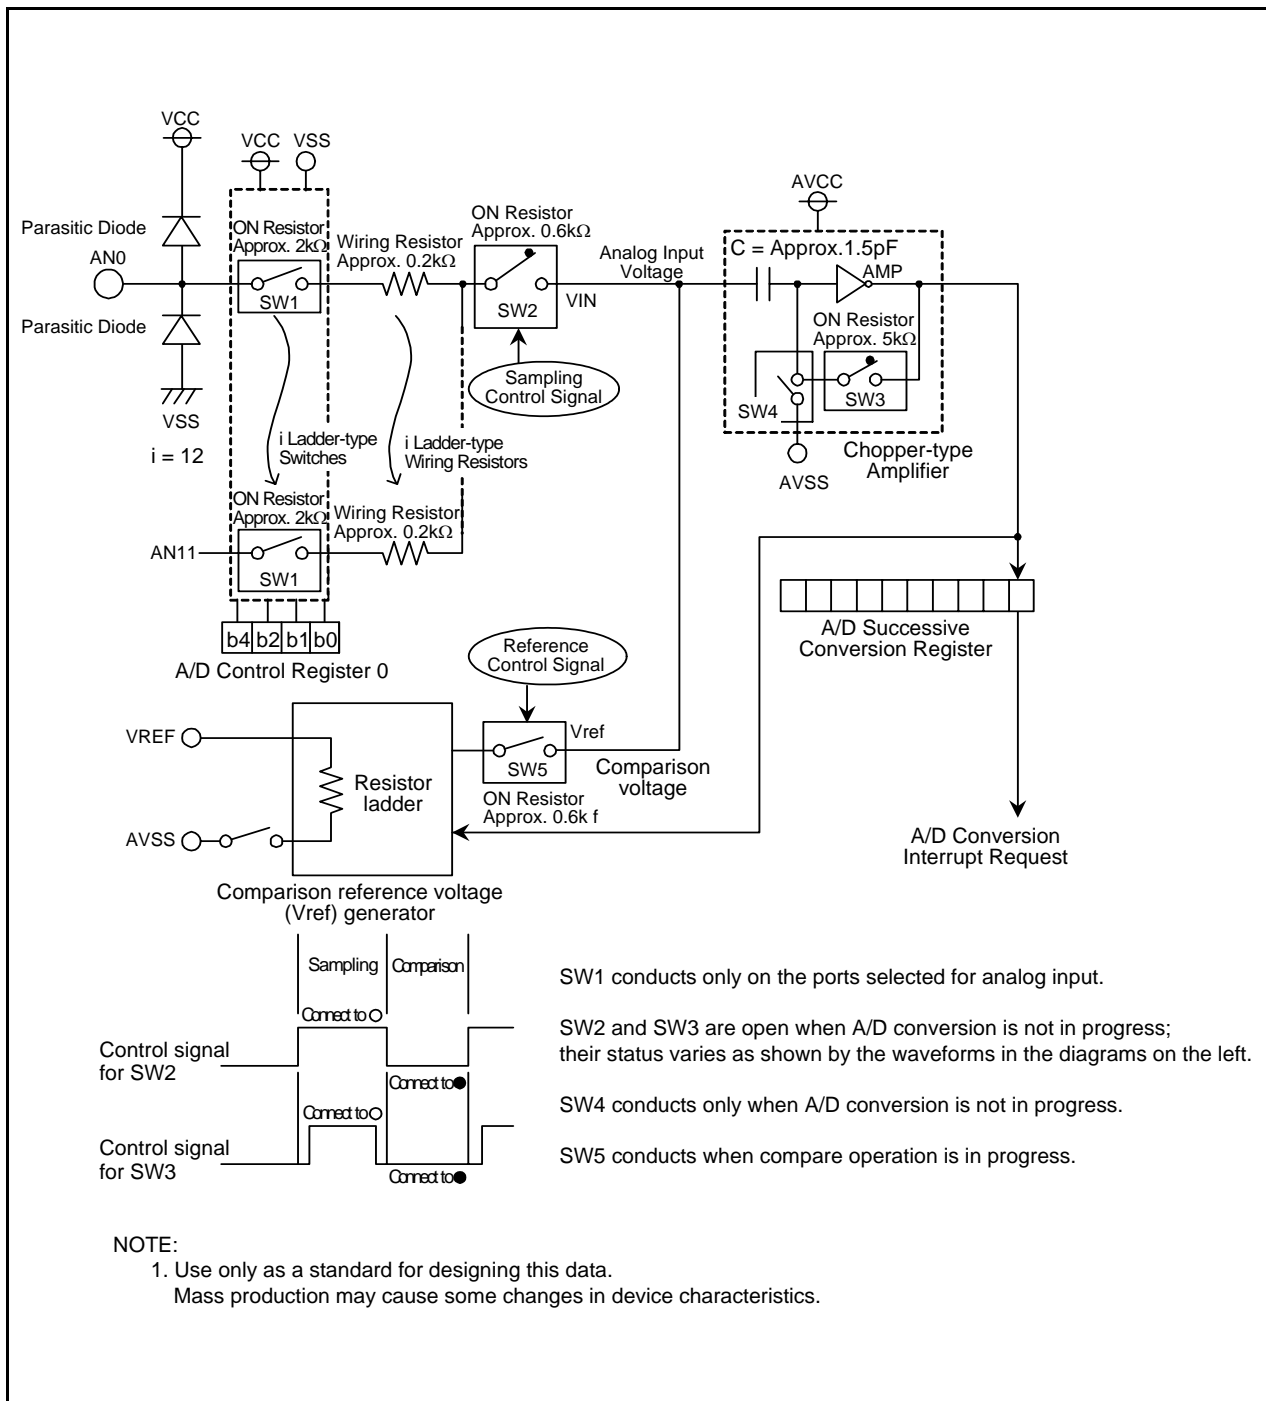 VCC
VCC VSS
AVCC
Parasitic Diode
ON Resistor
Approx. 2kΩ
Wiring Resistor
Approx. 0.2kΩ
ON Resistor
Approx. 0.6kΩ
Analog Input
Voltage
C = Approx.1.5pF
AMP
AN0
SW1
SW2
VIN
Parasitic Diode
ON Resistor
Approx. 5kΩ
SW3
SW4
Sampling
Control Signal
VSS
i = 12
i Ladder-type
Switches
i Ladder-type
Wiring Resistors
Chopper-type
Amplifier
AVSS
ON Resistor
Approx. 2kΩ
Wiring Resistor
Approx. 0.2kΩ
AN11
SW1
b4 b2 b1 b0
A/D Control Register 0
A/D Successive
Conversion Register
Reference
Control Signal
VREF
Vref
SW5
Resistor
ladder
Comparison
voltage
ON Resistor
Approx. 0.6k f
AVSS
A/D Conversion
Interrupt Request
Comparison reference voltage
(Vref) generator
Sampling Comparison
Connect to
Control signal
for SW2
Connect to
Connect to
Control signal
for SW3
Connect to
SW1 conducts only on the ports selected for analog input.
SW2 and SW3 are open when A/D conversion is not in progress;
their status varies as shown by the waveforms in the diagrams on the left.
SW4 conducts only when A/D conversion is not in progress.
SW5 conducts when compare operation is in progress.
NOTE:
1. Use only as a standard for designing this data.
Mass production may cause some changes in device characteristics.